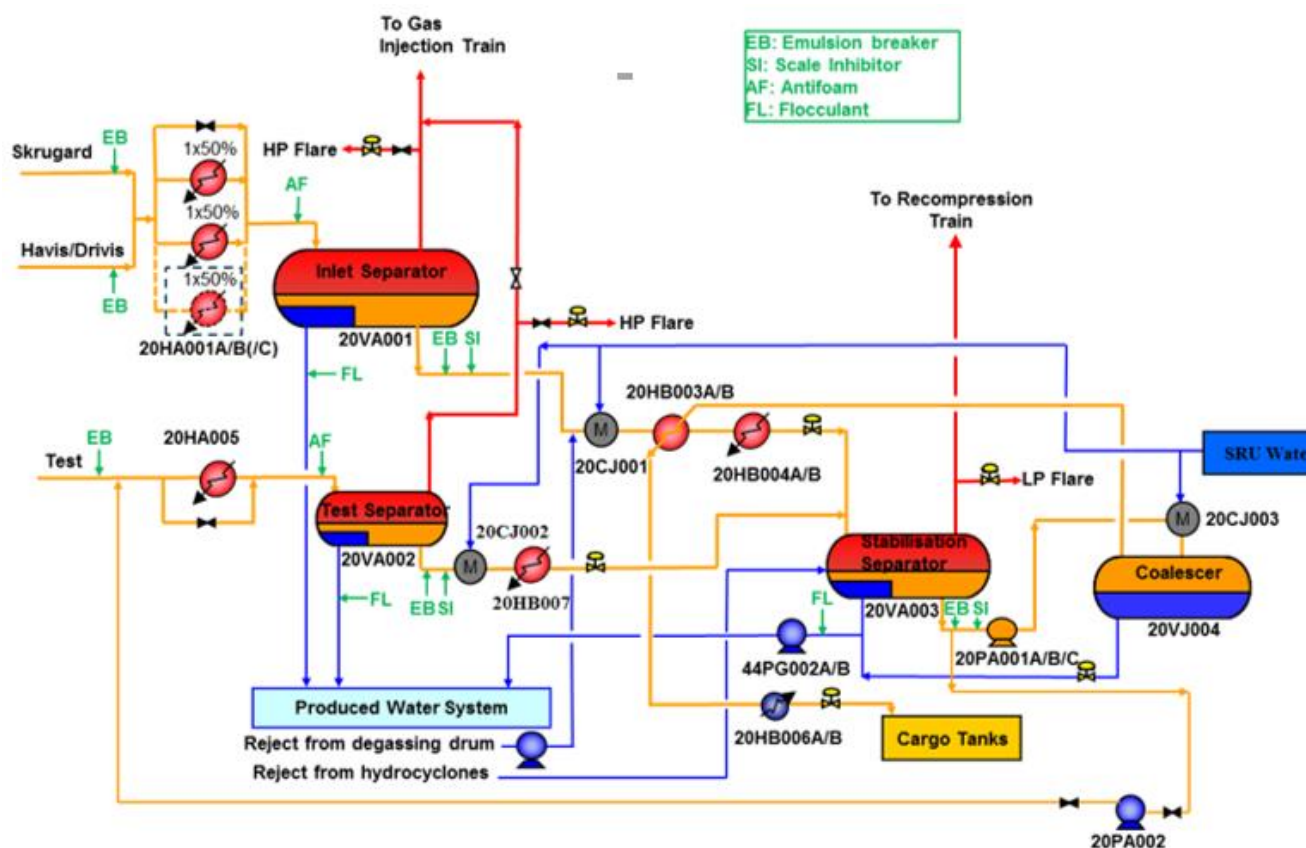 To Gas
Injection Train
EB: Emulsion breaker
SI: Scale Inhibitor
AF: Antifoam
FL: Flocculant
EB
Skrugard
1x50%
HP Flare
AF
1x50%
To Recompression
Train
Havis/Drivis
EB
1x50%
Inlet Separator
HP Flare
20VA001
20HA001A/B(/C)
EB
SI
FL
20HB003A/B
M
20CJ001
20HB004A/B
20HA005
EB
AF
Test
SRU Wate
LP Flare
Test Separator
20CJ002
M
20CJ003
20VA002
M
Stabilisation
Separator
Coalescer
20HB007
FL
EB
SI
20VA003
FL
EB
SI
20VJ004
44PG002A/B
20PA001A/B/C
Produced Water System
Reject from degassing drum
20HB006A/B
Cargo Tanks
Reject from hydrocyclones
20PA002